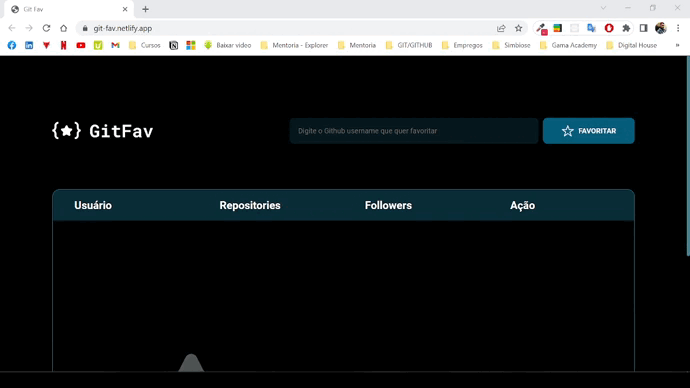 Git Fav
git-fav.netlify.app
Cursos
Baixar video
Mentoria - Explorer
Mentoria
GIT/GITHUB
Empregos
Simbiose
Gama Academy
Digital House
»
{★} GitFav
Digite o Github username que quer favoritar
FAVORITAR
Usuário Repositories Followers Ação